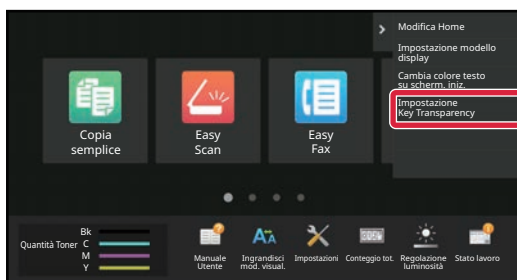 Modifica Home
Impostazione modello
display
Cambia colore testo
su scherm. iniz.
Impostazione
Key Transparency
Copia
semplice
Easy
Scan
Easy
Fax
Quantità Toner
Bk
C
M
Y
Manuale
Utente
Ingrandisci
mod. visual.
Impostazioni
Conteggio tot.
Regolazione
luminosità
Stato lavoro